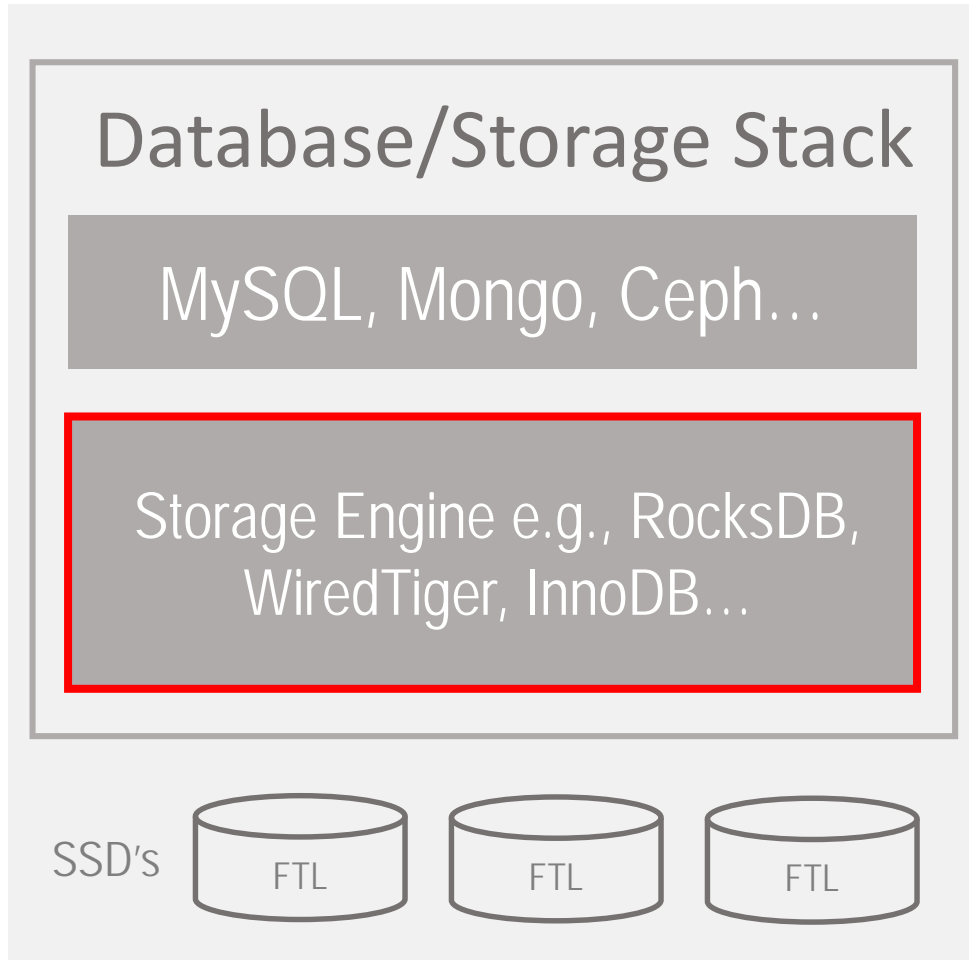 Database/Storage Stack
MySQL, Mongo, Ceph…
Storage Engine e.g., RocksDB,
WiredTiger, InnoDB…
SSD's
FTL
FTL
FTL